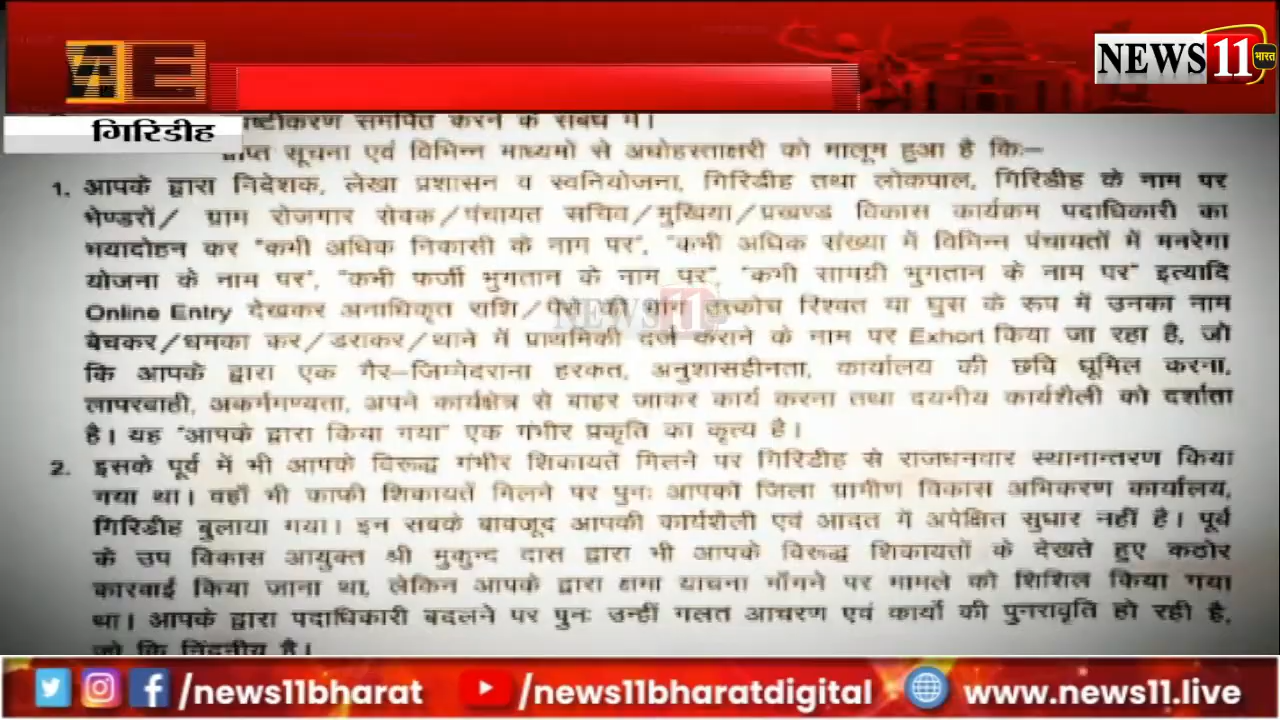 NEWS 11 भारत
गिरिडीह
ष्टीकरण समर्पित करने के संबंध में।
प्राप्त सूचना एवं विभिन्न माध्यमों से अधोहस्ताक्षरी को मालूम हुआ है कि:–
1. आपके द्वारा निदेशक, लेखा प्रशासन व स्वनियोजना, गिरिडीह तथा लोकपाल, गिरिडीह के नाम पर
भेण्डरों/ ग्राम रोजगार सेवक/पंचायत सचिव/मुखिया/प्रखण्ड विकास कार्यक्रम पदाधिकारी का
भयादोहन कर "कभी अधिक निकासी के नाम पर", "कभी अधिक संख्या में विभिन्न पंचायतों में मनरेगा
योजना के नाम पर", "कभी फर्जी भुगतान के नाम पर", "कभी सामग्री भुगतान के नाम पर" इत्यादि
Online Entry देखकर अनाधिकृत राशि/पैसे की मांग उत्कोच रिश्वत या घुस के रूप में उनका नाम
बेचकर/धमका कर/डराकर/थाने में प्राथमिकी दर्ज कराने के नाम पर Exhort किया जा रहा है, जो
कि आपके द्वारा एक गैर–जिम्मेदराना हरकत, अनुशासहीनता, कार्यालय की छवि धूमिल करना,
लापरवाही, अकर्मगण्यता, अपने कार्यक्षेत्र से बाहर जाकर कार्य करना तथा दयनीय कार्यशैली को दर्शाता
है। यह "आपके द्वारा किया गया" एक गंभीर प्रकृति का कृत्य है।
2. इसके पूर्व में भी आपके विरूद्ध गंभीर शिकायतें मिलने पर गिरिडीह से राजधनवार स्थानान्तरण किया
गया था। वहाँ भी काफी शिकायतें मिलने पर पुनः आपको जिला ग्रामीण विकास अभिकरण कार्यालय,
गिरिडीह बुलाया गया। इन सबके बावजूद आपकी कार्यशैली एवं आदत में अपेक्षित सुधार नहीं है। पूर्व
के उप विकास आयुक्त श्री मुकुन्द दास द्वारा भी आपके विरूद्ध शिकायतों के देखते हुए कठोर
कारवाई किया जाना था, लेकिन आपके द्वारा क्षमा याचना माँगने पर मामले को शिशिल किया गया
था। आपके द्वारा पदाधिकारी बदलने पर पुनः उन्हीं गलत आचरण एवं कार्यो की पुनरावृति हो रही है,
जो कि निंदनीय है।
NEWS 11
/news11bharat /news11bharatdigital www.news11.live